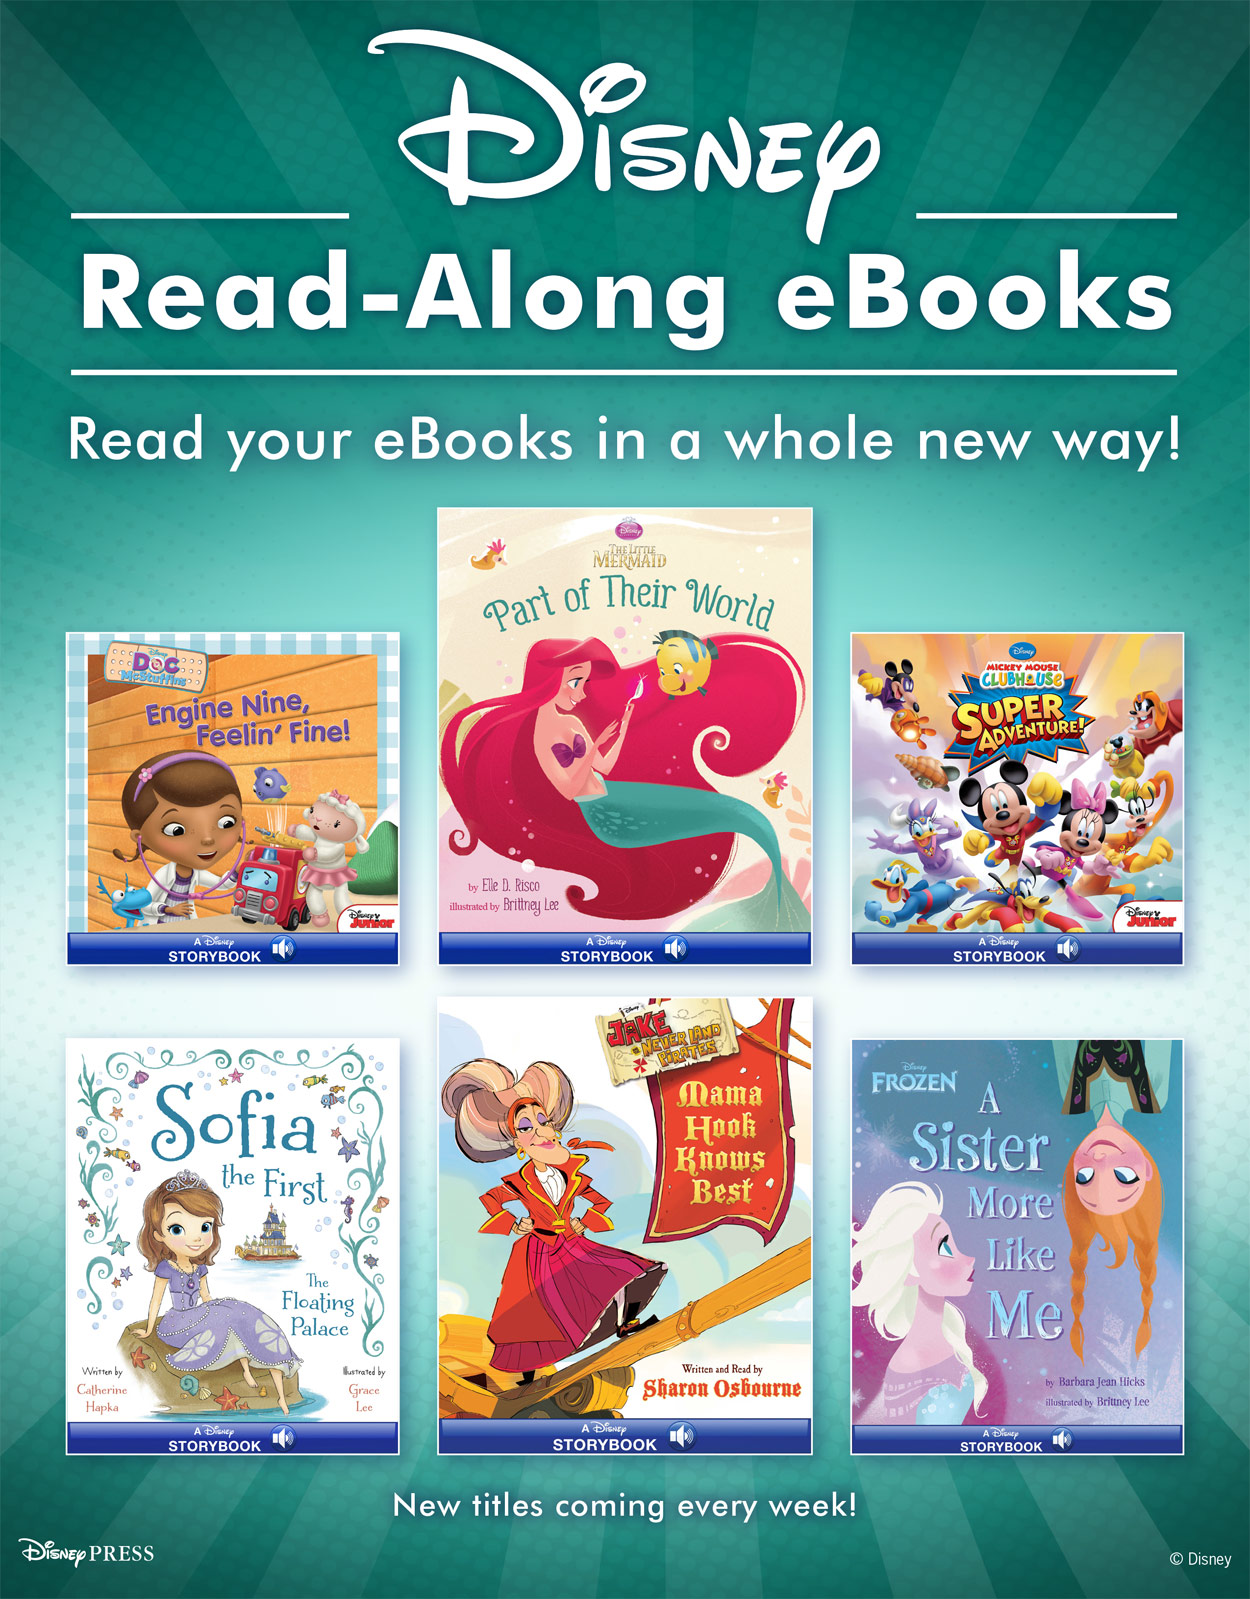 Disney
Read-Along eBooks
Read your eBooks in a whole new way!
Disney
THE LITTLE
MERMAID
Part of Their World
by Elle D. Risco
illustrated by Brittney Lee
A Disney
STORYBOOK
Disney
DOC
McStuffins
Engine Nine,
Feelin' Fine!
Disney
Junior
A Disney
STORYBOOK
Disney
MICKEY MOUSE
CLUBHOUSE
SUPER
ADVENTURE!
Disney
Junior
A Disney
STORYBOOK
Sofia
the First
The
Floating
Palace
Written by
Catherine
Hapka
Illustrated by
Grace
Lee
A Disney
STORYBOOK
Disney
JAKE
and the
NEVER LAND
PIRATES
Mama
Hook
Knows
Best
Written and Read by
Sharon Osbourne
A Disney
STORYBOOK
Disney
FROZEN
A
Sister
More
Like
Me
by Barbara Jean Hicks
illustrated by Brittney Lee
A Disney
STORYBOOK
New titles coming every week!
Disney PRESS
© Disney